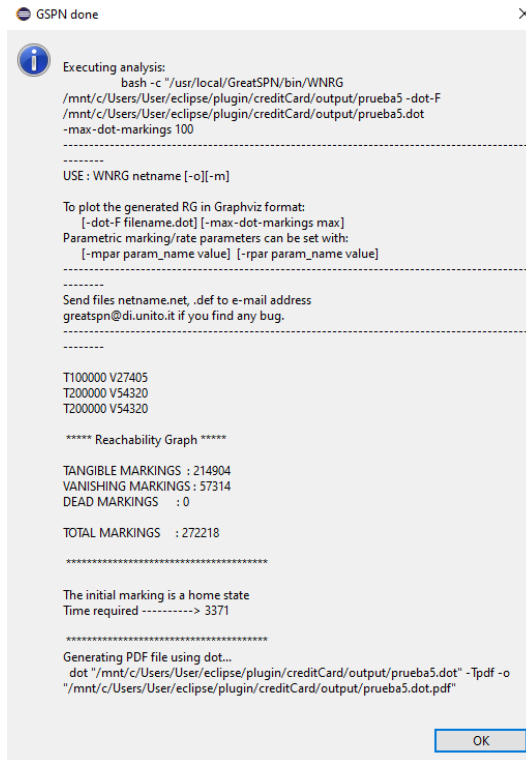 GSPN done
Executing analysis:
bash -c "/usr/local/GreatSPN/bin/WNRG
/mnt/c/Users/User/eclipse/plugin/creditCard/output/prueba5 -dot-F
/mnt/c/Users/User/eclipse/plugin/creditCard/output/prueba5.dot
-max-dot-markings 100
--------------------------------------------------------------------------------------------
--------
USE : WNRG netname [-o][-m]
To plot the generated RG in Graphviz format:
[-dot-F filename.dot] [-max-dot-markings max]
Parametric marking/rate parameters can be set with:
[-mpar param_name value] [-rpar param_name value]
--------------------------------------------------------------------------------------------
--------
Send files netname.net, .def to e-mail address
greatspn@di.unito.it if you find any bug.
--------------------------------------------------------------------------------------------
--------
T100000 V27405
T200000 V54320
T200000 V54320
***** Reachability Graph *****
TANGIBLE MARKINGS : 214904
VANISHING MARKINGS : 57314
DEAD MARKINGS : 0
TOTAL MARKINGS : 272218
***************************************
The initial marking is a home state
Time required ----------> 3371
***************************************
Generating PDF file using dot...
dot "/mnt/c/Users/User/eclipse/plugin/creditCard/output/prueba5.dot" -Tpdf -o
"/mnt/c/Users/User/eclipse/plugin/creditCard/output/prueba5.dot.pdf"
OK